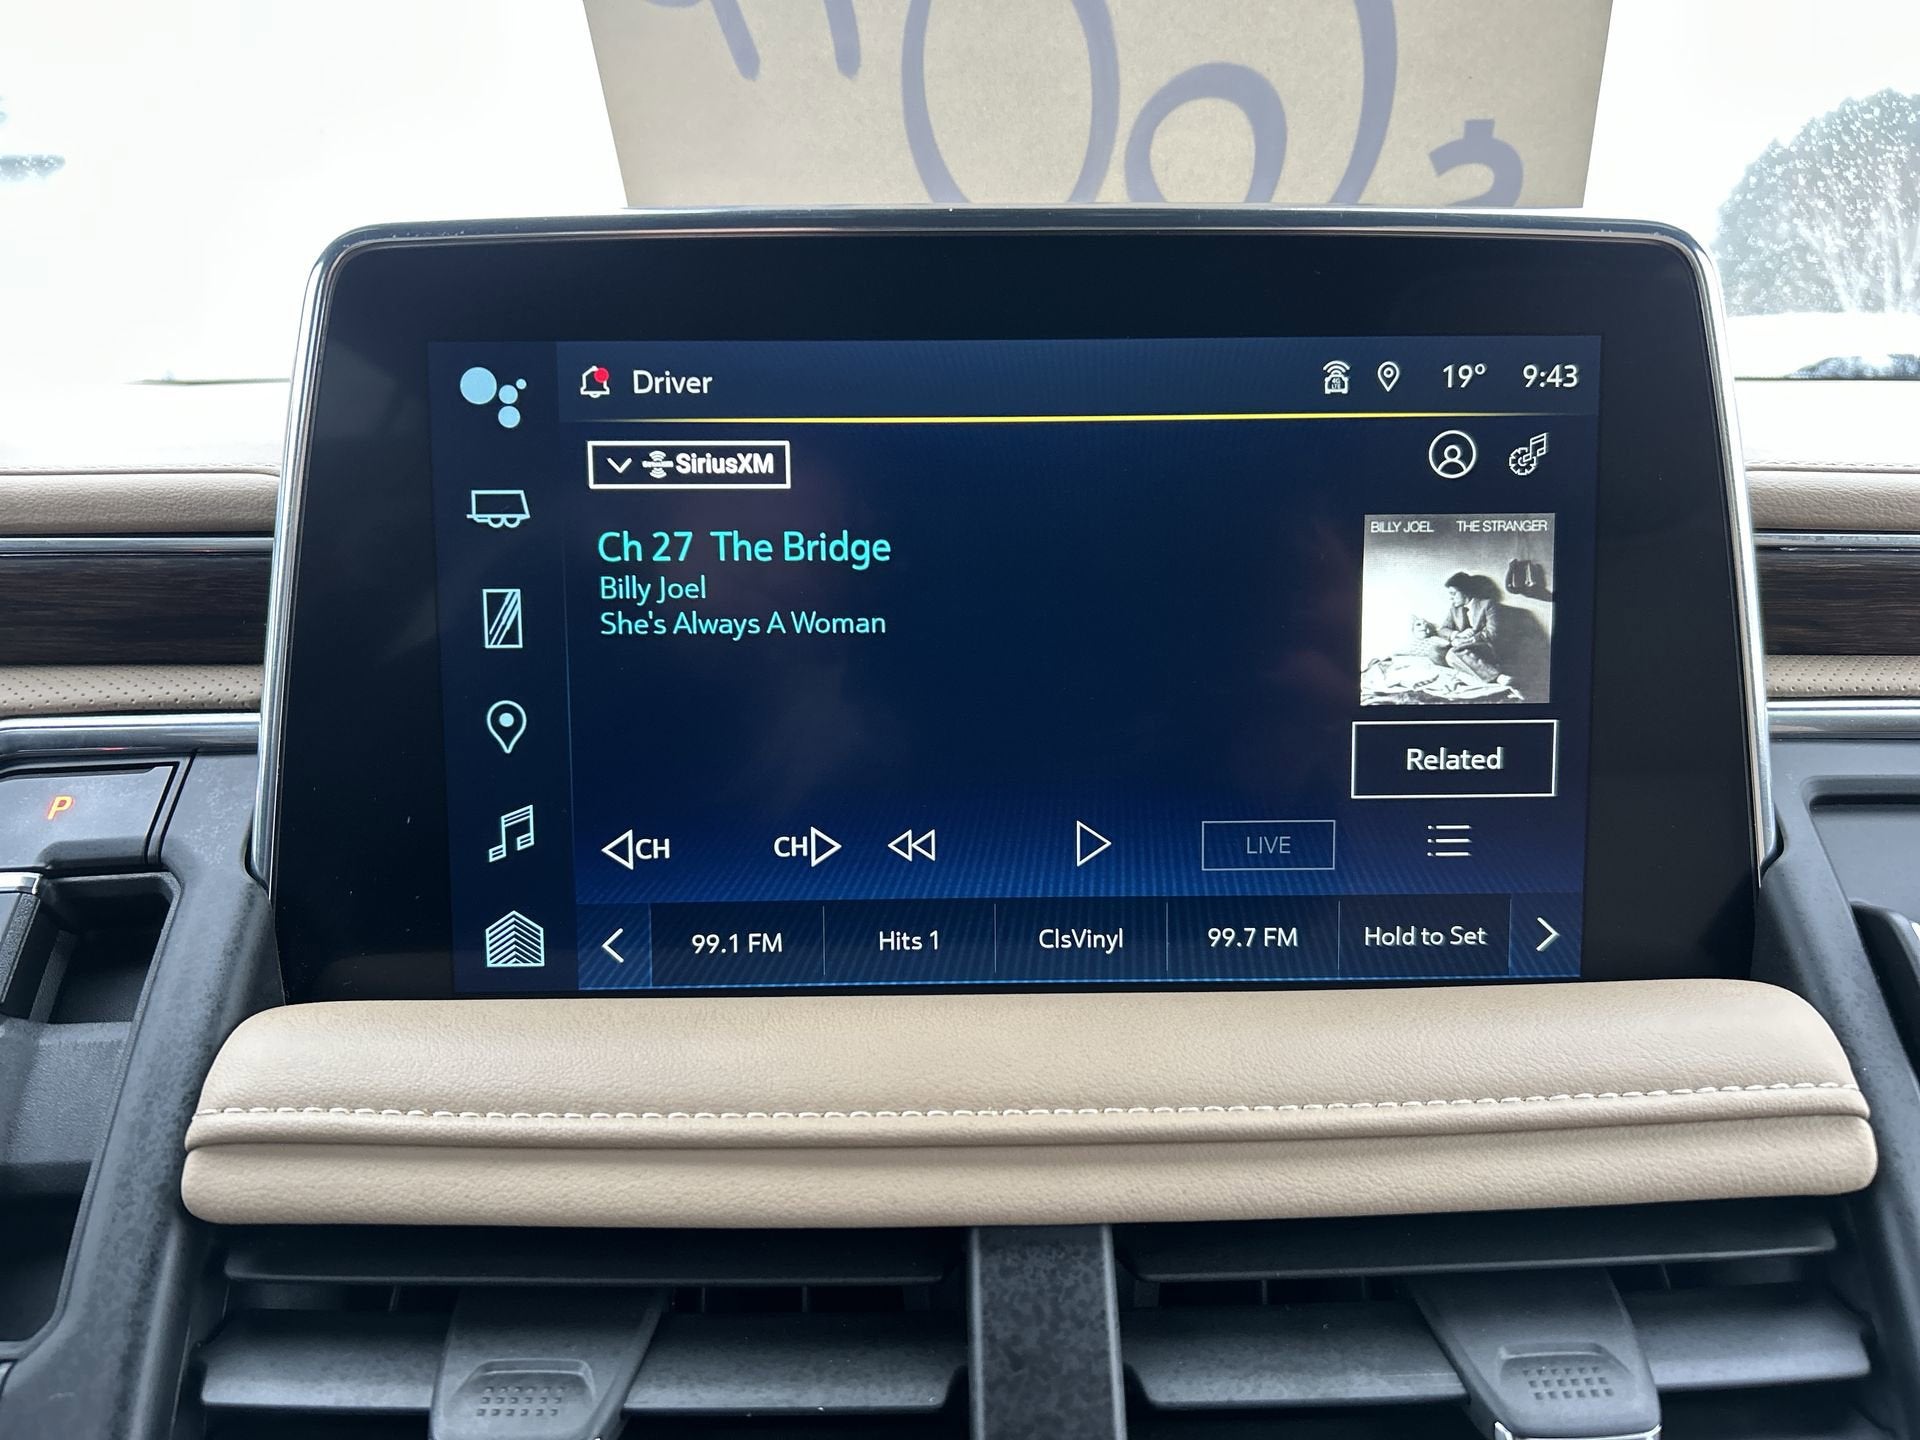 Driver
19° 9:43
SiriusXM
BILLY JOEL THE STRANGER
Ch 27 The Bridge
Billy Joel
She's Always A Woman
Related
P
CH CH LIVE
99.1 FM Hits 1 ClsVinyl 99.7 FM Hold to Set